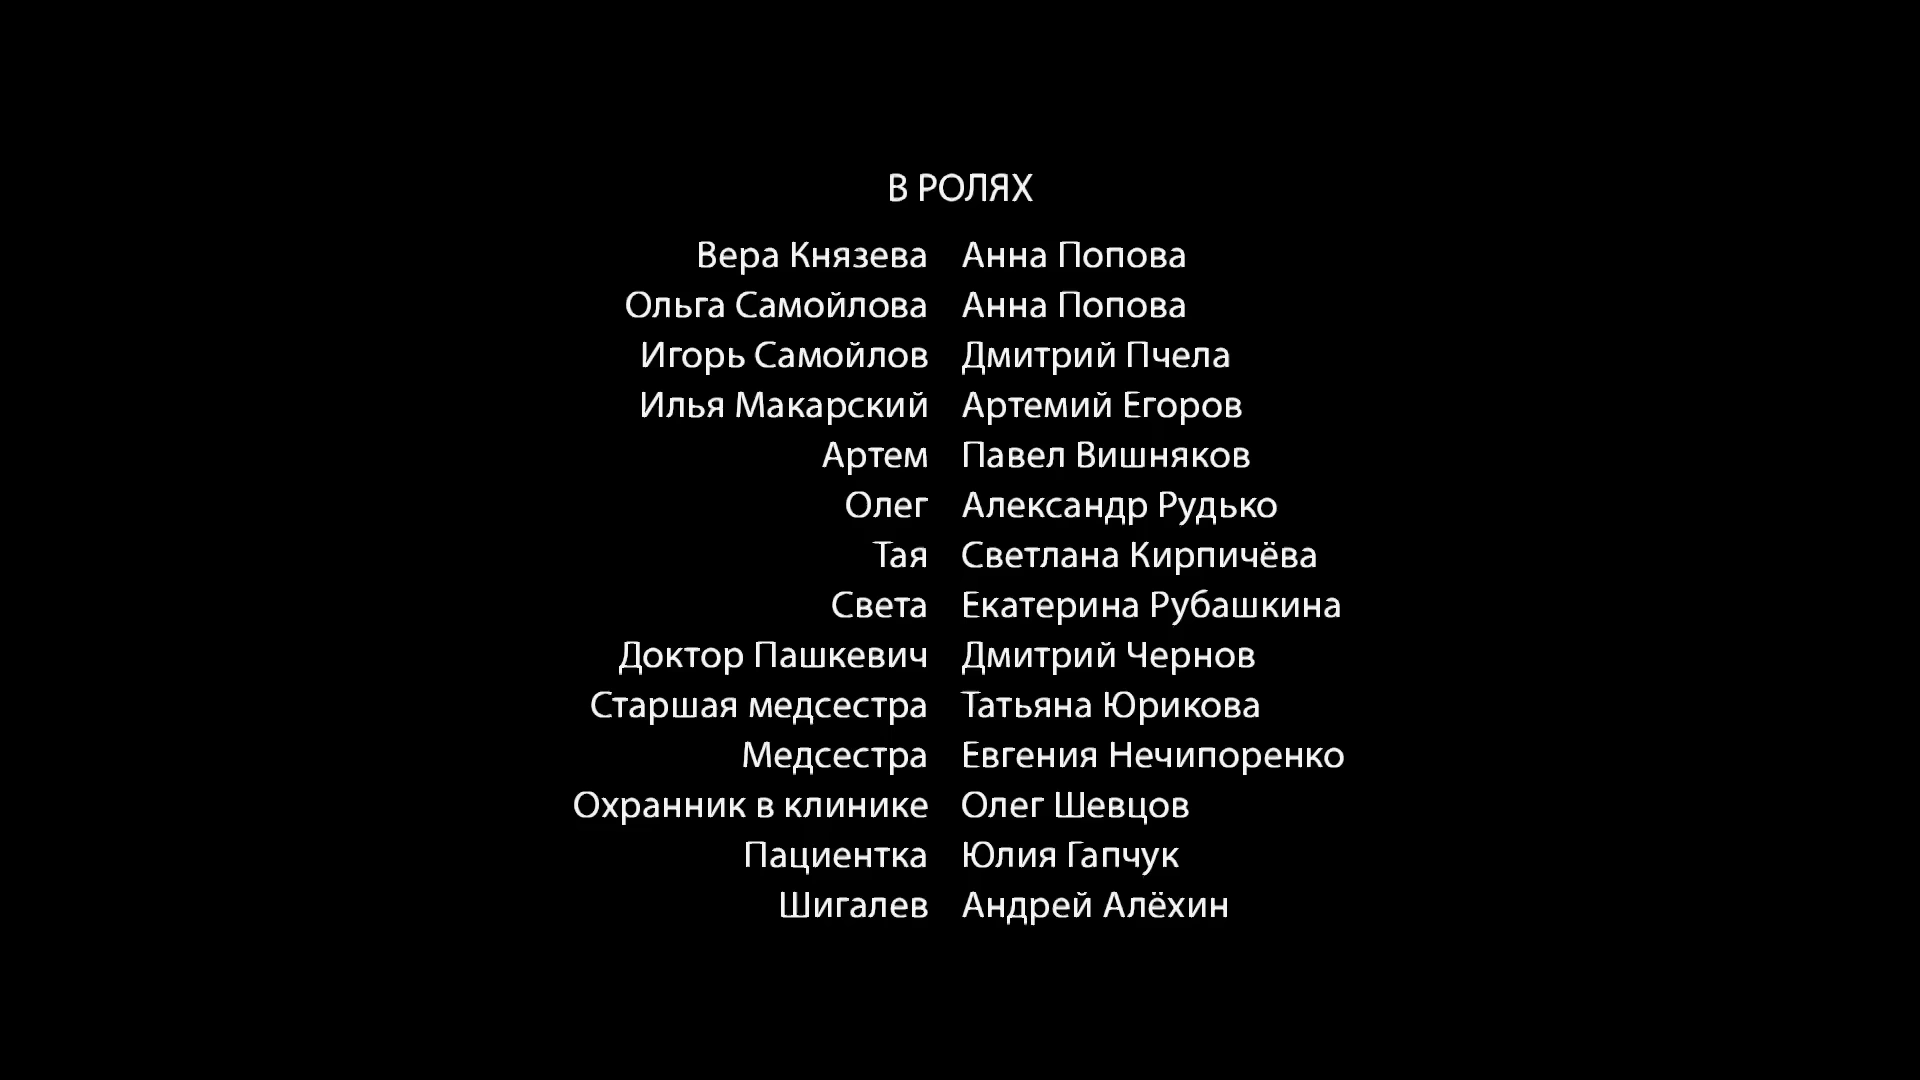 В РОЛЯХ
Вера Князева Анна Попова
Ольга Самойлова Анна Попова
Игорь Самойлов Дмитрий Пчела
Илья Макарский Артемий Егоров
Артем Павел Вишняков
Олег Александр Рудько
Тая Светлана Кирпичёва
Света Екатерина Рубашкина
Доктор Пашкевич Дмитрий Чернов
Старшая медсестра Татьяна Юрикова
Медсестра Евгения Нечипоренко
Охранник в клинике Олег Шевцов
Пациентка Юлия Гапчук
Шигалев Андрей Алёхин